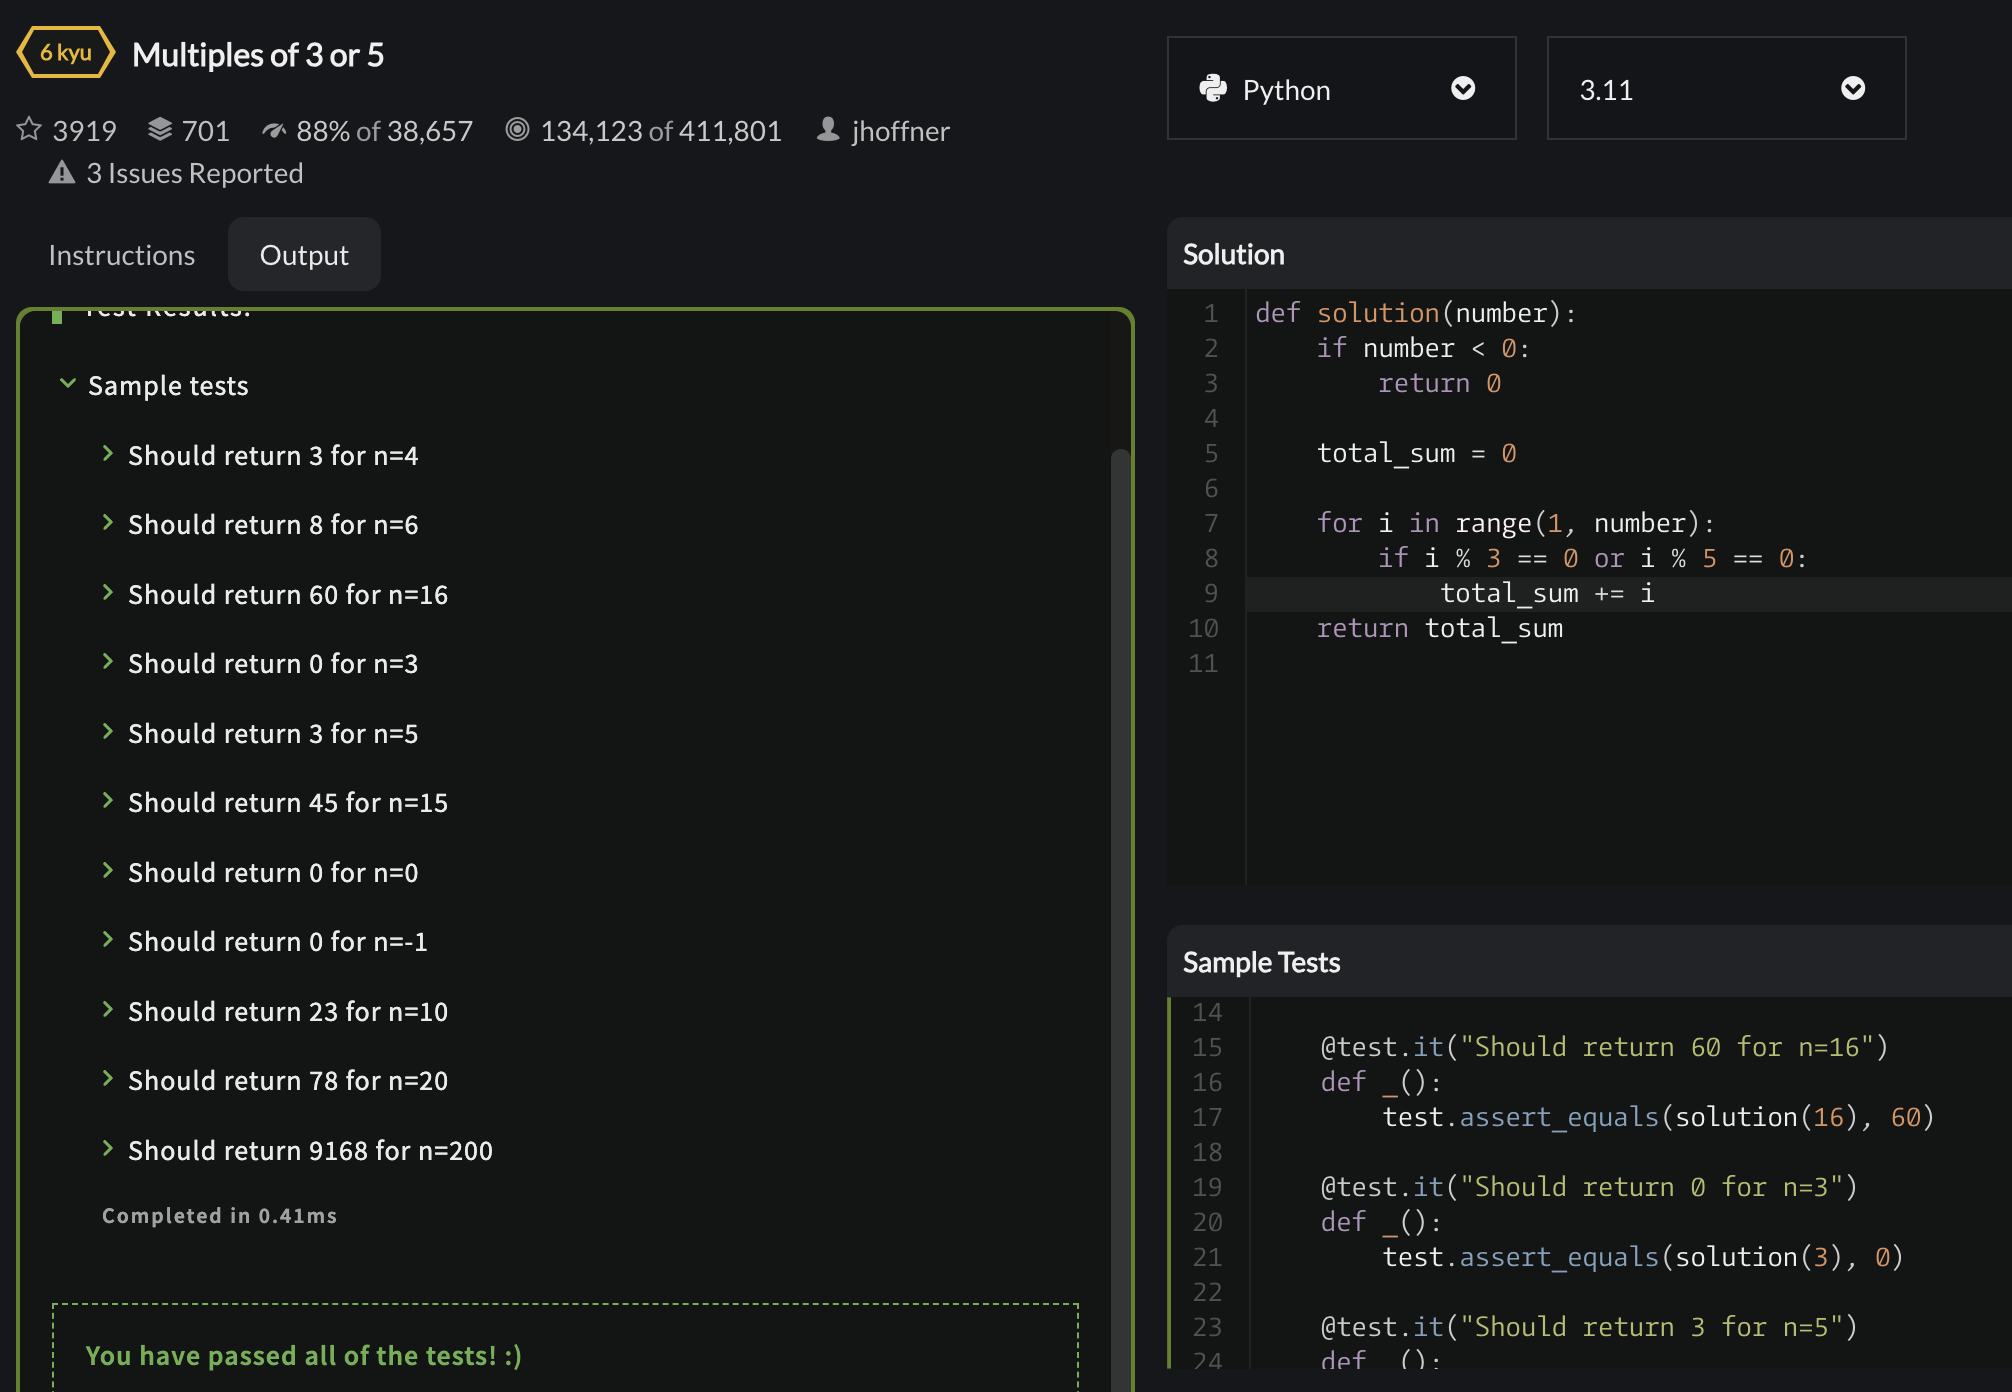 6 kyu Multiples of 3 or 5
3919 701 88% of 38,657 134,123 of 411,801 jhoffner
3 Issues Reported
Instructions Output
Test Results:
Sample tests
Should return 3 for n=4
Should return 8 for n=6
Should return 60 for n=16
Should return 0 for n=3
Should return 3 for n=5
Should return 45 for n=15
Should return 0 for n=0
Should return 0 for n=-1
Should return 23 for n=10
Should return 78 for n=20
Should return 9168 for n=200
Completed in 0.41ms
You have passed all of the tests! :)
Python
3.11
Solution
1 def solution(number):
2     if number < 0:
3         return 0
4
5     total_sum = 0
6
7     for i in range(1, number):
8         if i % 3 == 0 or i % 5 == 0:
9             total_sum += i
10     return total_sum
11
Sample Tests
14
15     @test.it("Should return 60 for n=16")
16     def _():
17         test.assert_equals(solution(16), 60)
18
19     @test.it("Should return 0 for n=3")
20     def _():
21         test.assert_equals(solution(3), 0)
22
23     @test.it("Should return 3 for n=5")
24     def _():